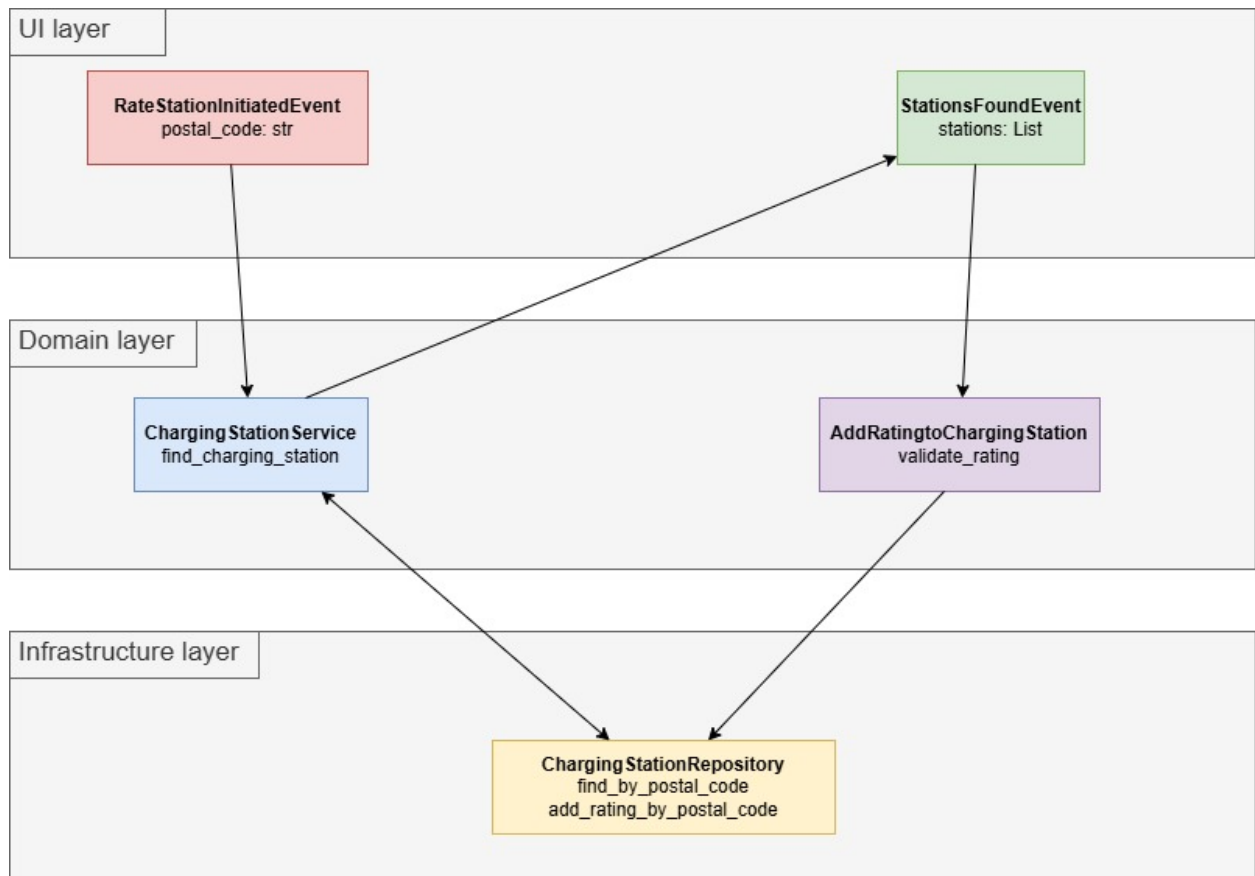 UI layer
RateStationInitiatedEvent
postal_code: str
StationsFoundEvent
stations: List
Domain layer
ChargingStationService
find_charging_station
AddRatingtoChargingStation
validate_rating
Infrastructure layer
ChargingStationRepository
find_by_postal_code
add_rating_by_postal_code